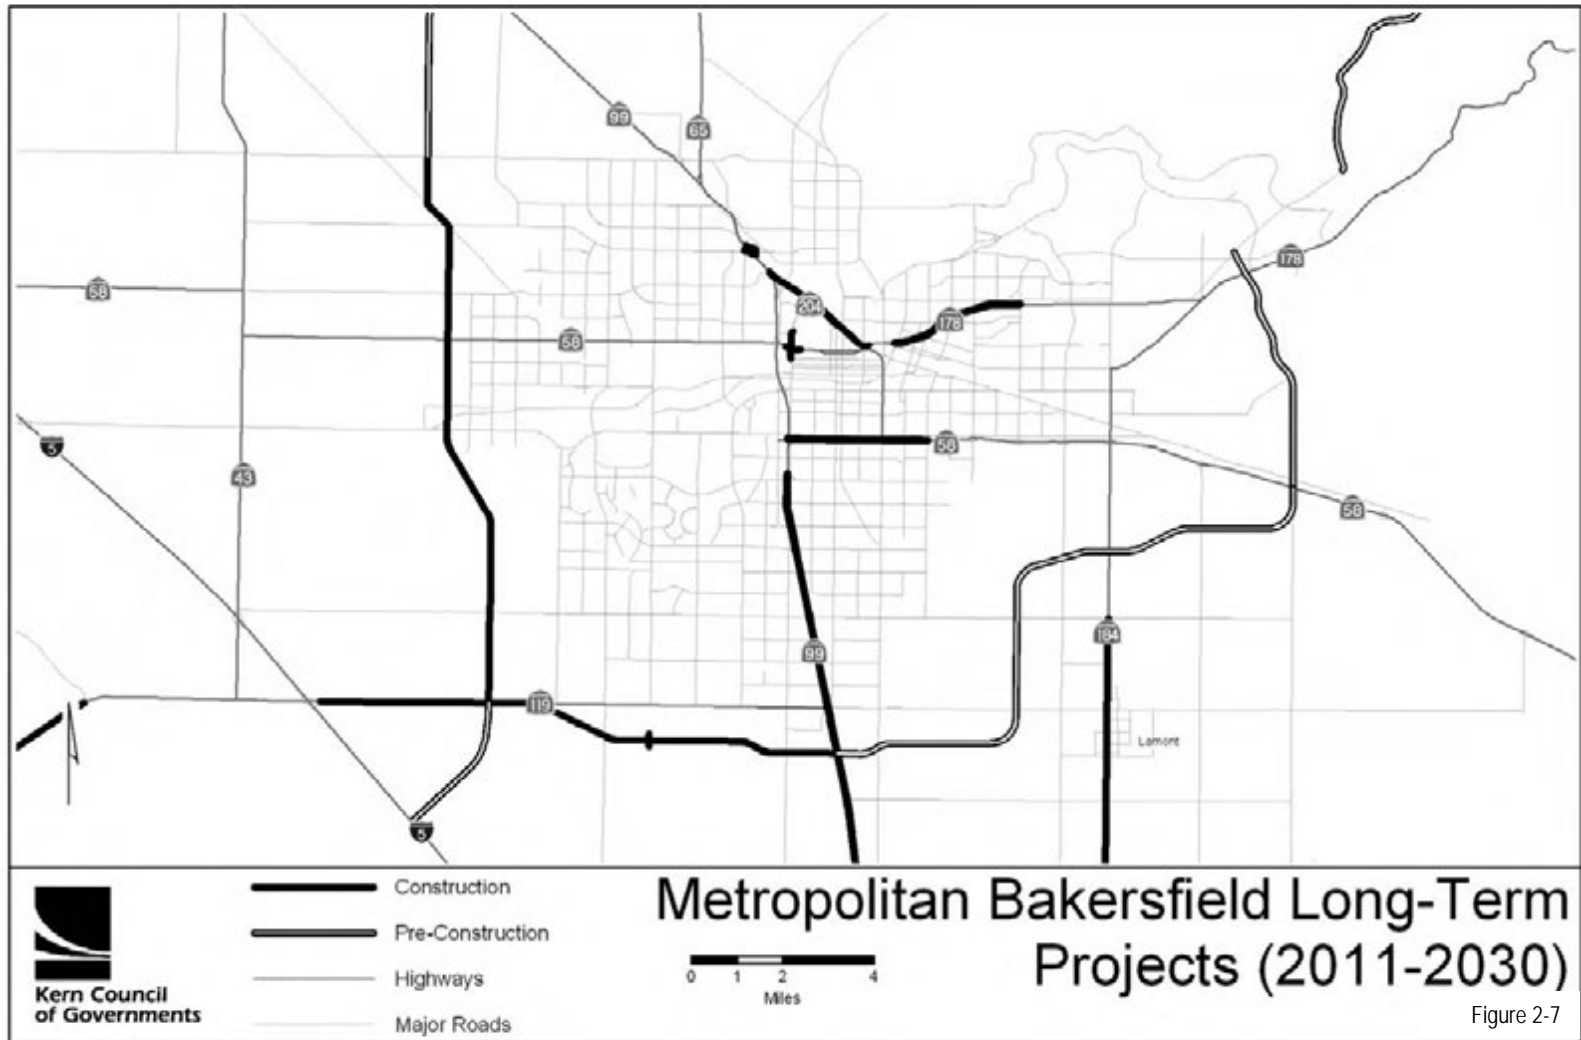 99
65
178
58
204
178
58
5
43
58
58
184
99
119
Lamont
5
Construction
Pre-Construction
Highways
Major Roads
Kern Council
of Governments
0 1 2 4
Miles
Metropolitan Bakersfield Long-Term
Projects (2011-2030)
Figure 2-7